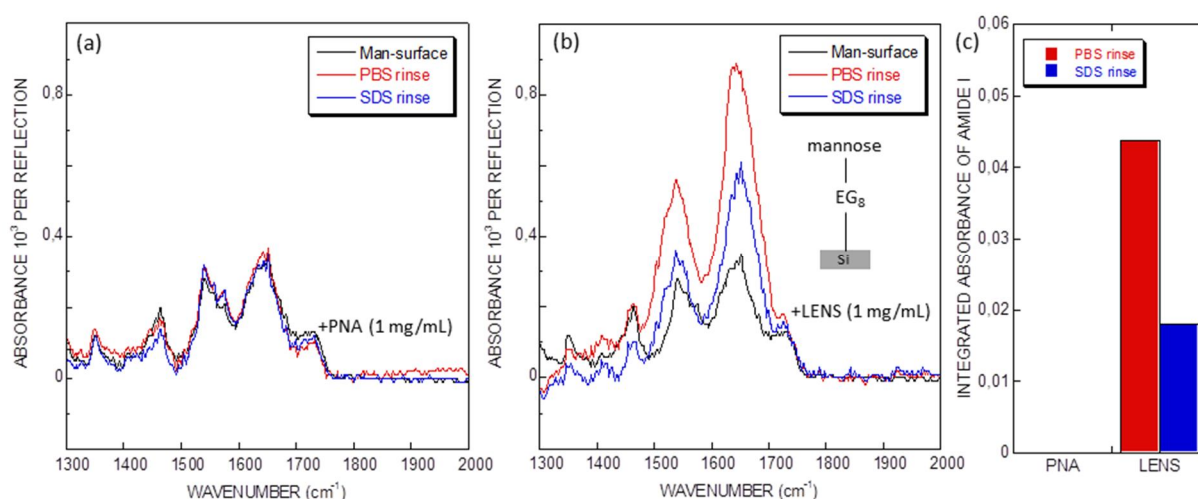 (a)
Man-surface
PBS rinse
SDS rinse
ABSORBANCE 10³ PER REFLECTION
0,8
0,4
0
+PNA (1 mg/mL)
1300 1400 1500 1600 1700 1800 1900 2000
WAVENUMBER (cm⁻¹)
(b)
Man-surface
PBS rinse
SDS rinse
ABSORBANCE 10³ PER REFLECTION
0,8
0,4
0
mannose
EG₈
Si
+LENS (1 mg/mL)
1300 1400 1500 1600 1700 1800 1900 2000
WAVENUMBER (cm⁻¹)
(c)
PBS rinse
SDS rinse
INTEGRATED ABSORBANCE OF AMIDE I
0,06
0,05
0,04
0,03
0,02
0,01
0
PNA LENS